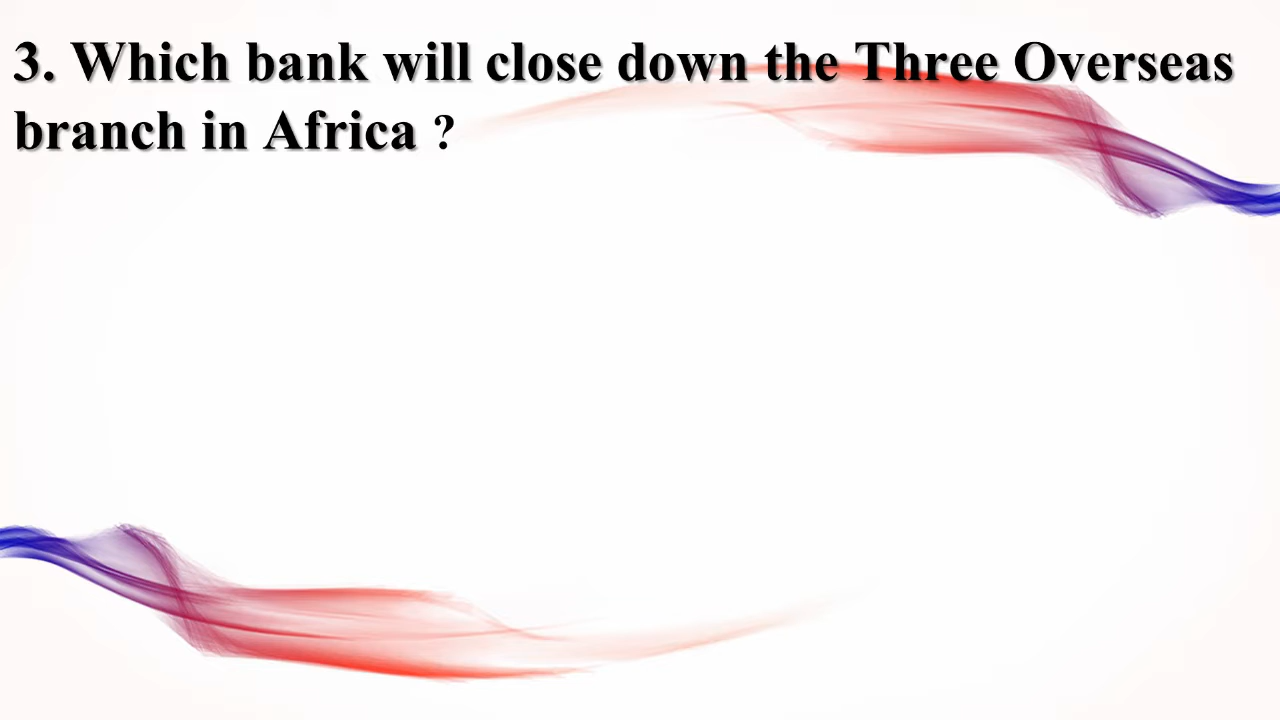 3. Which bank will close down the Three Overseas
branch in Africa ?